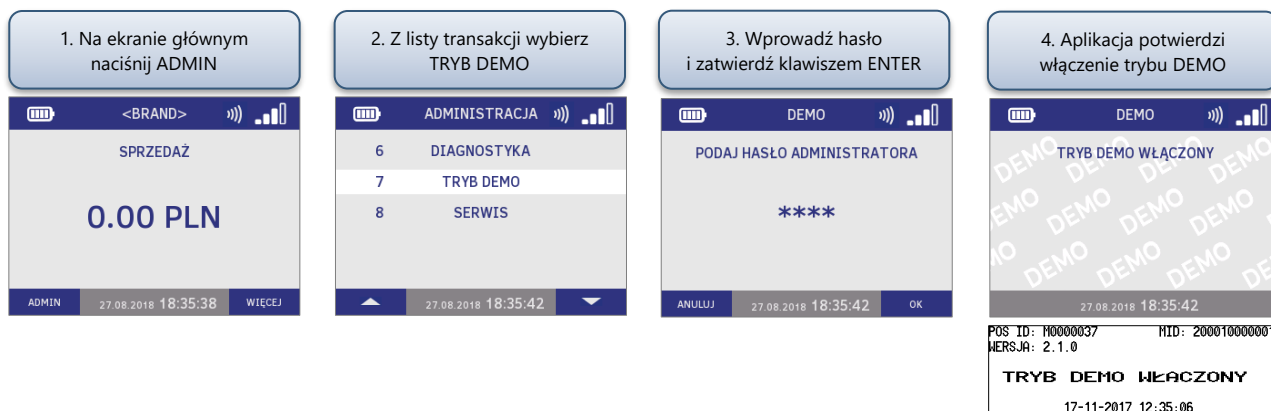 1. Na ekranie głównym
naciśnij ADMIN
<BRAND>
SPRZEDAŻ
0.00 PLN
ADMIN 27.08.2018 18:35:38 WIĘCEJ
2. Z listy transakcji wybierz
TRYB DEMO
ADMINISTRACJA
6 DIAGNOSTYKA
7 TRYB DEMO
8 SERWIS
27.08.2018 18:35:42
3. Wprowadź hasło
i zatwierdź klawiszem ENTER
DEMO
PODAJ HASŁO ADMINISTRATORA
****
ANULUJ 27.08.2018 18:35:42 OK
4. Aplikacja potwierdzi
włączenie trybu DEMO
DEMO
TRYB DEMO WŁĄCZONY
DEMO DEMO DEMO DEMO
DEMO DEMO DEMO
DEMO DEMO DEMO
27.08.2018 18:35:42
POS ID: M0000037 MID: 20001000001
WERSJA: 2.1.0
TRYB DEMO WŁĄCZONY
17-11-2017 12:35:06